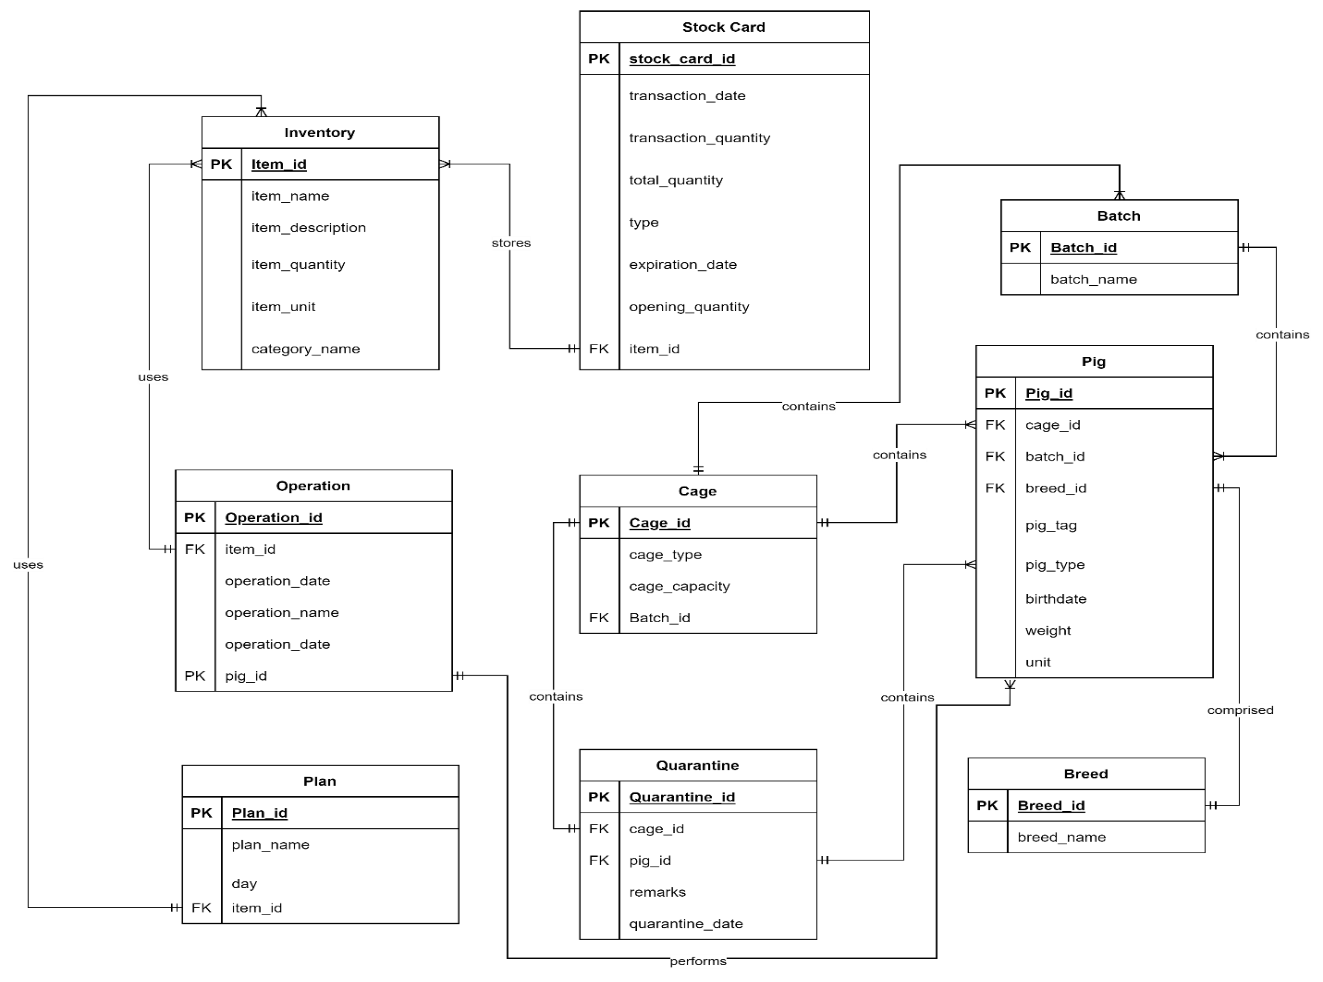 Stock Card
PK stock_card_id
transaction_date
transaction_quantity
total_quantity
type
expiration_date
opening_quantity
FK item_id
Inventory
PK Item_id
item_name
item_description
item_quantity
item_unit
category_name
stores
uses
uses
Batch
PK Batch_id
batch_name
contains
Pig
PK Pig_id
FK cage_id
FK batch_id
FK breed_id
pig_tag
pig_type
birthdate
weight
unit
contains
contains
Operation
PK Operation_id
FK item_id
operation_date
operation_name
operation_date
PK pig_id
Cage
PK Cage_id
cage_type
cage_capacity
FK Batch_id
contains
contains
comprised
Plan
PK Plan_id
plan_name
day
FK item_id
Quarantine
PK Quarantine_id
FK cage_id
FK pig_id
remarks
quarantine_date
Breed
PK Breed_id
breed_name
performs